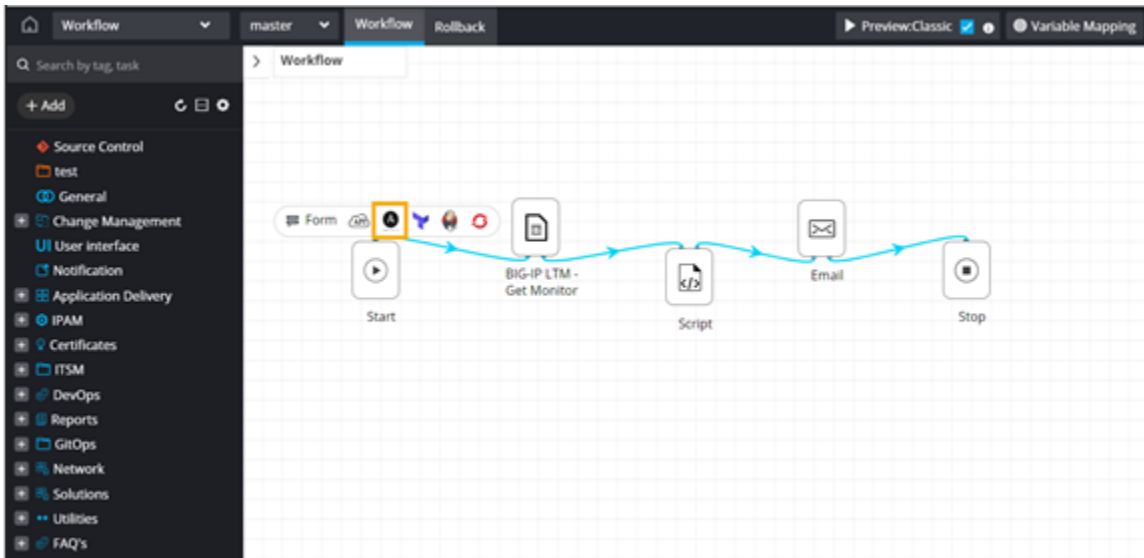 Workflow
master
Workflow
Rollback
Preview:Classic
Variable Mapping
Search by tag, task
Workflow
+ Add
Source Control
test
General
Change Management
UI User interface
Notification
Application Delivery
IPAM
Certificates
ITSM
DevOps
Reports
GitOps
Network
Solutions
Utilities
FAQ's
Form
API
A
BIG-IP LTM -
Get Monitor
Start
Script
Email
Stop